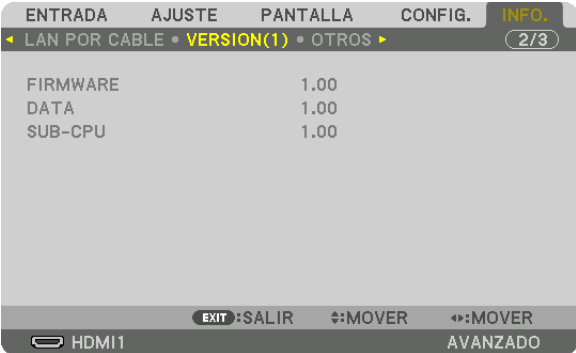 ENTRADA AJUSTE PANTALLA CONFIG. INFO.
LAN POR CABLE • VERSION(1) • OTROS 2/3
FIRMWARE 1.00
DATA 1.00
SUB-CPU 1.00
EXIT :SALIR :MOVER :MOVER
HDMI1 AVANZADO